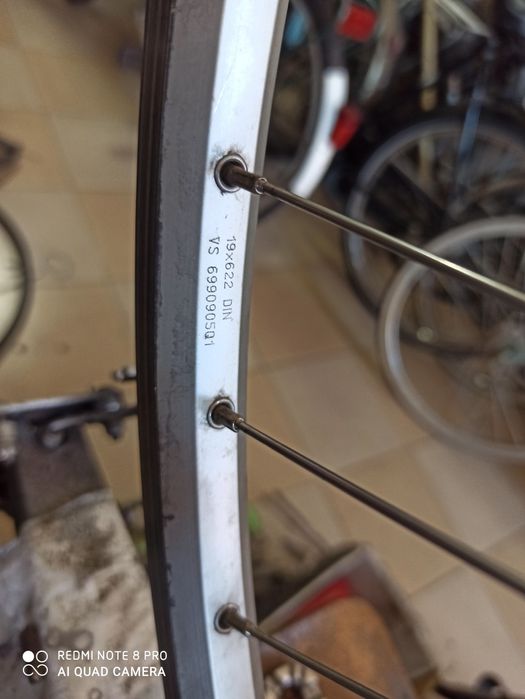 19x622 DIN
VS 6990905Q1
REDMI NOTE 8 PRO
AI QUAD CAMERA